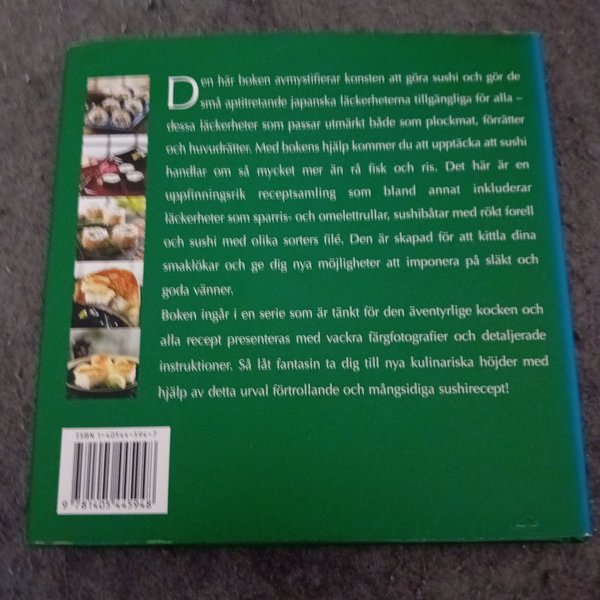 Den här boken avmystifierar konsten att göra sushi och gör de
små aptitretande japanska läckerheterna tillgängliga för alla –
dessa läckerheter som passar utmärkt både som plockmat, förrätter
och huvudrätter. Med bokens hjälp kommer du att upptäcka att sushi
handlar om så mycket mer än rå fisk och ris. Det här är en
uppfinningsrik receptsamling som bland annat inkluderar
läckerheter som sparris- och omelettrullar, sushibåtar med rökt forell
och sushi med olika sorters filé. Den är skapad för att kittla dina
smaklökar och ge dig nya möjligheter att imponera på släkt och
goda vänner.
Boken ingår i en serie som är tänkt för den äventyrlige kocken och
alla recept presenteras med vackra färgfotografier och detaljerade
instruktioner. Så låt fantasin ta dig till nya kulinariska höjder med
hjälp av detta urval förtrollande och mångsidiga sushirecept!
ISBN 1-40544-594-7
9 781405 445948